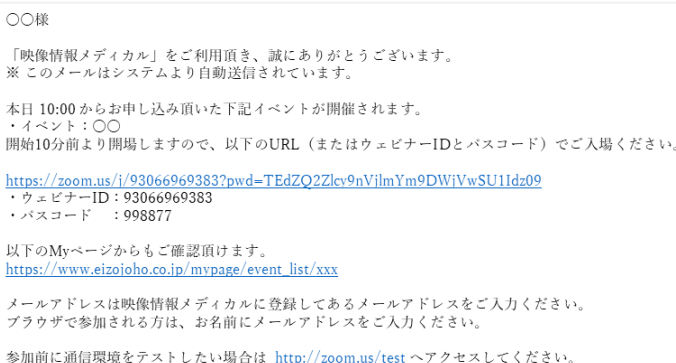 〇〇様
「映像情報メディカル」をご利用頂き、誠にありがとうございます。
※ このメールはシステムより自動送信されています。
本日 10:00 からお申し込み頂いた下記イベントが開催されます。
・イベント：〇〇
開始10分前より開場しますので、以下のURL（またはウェビナーIDとパスコード）でご入場ください。
https://zoom.us/j/93066969383?pwd=TEdZQ2Zlcy9nVjlmYm9DWjVwSU1Idz09
・ウェビナーID：93066969383
・パスコード　：998877
以下のMyページからもご確認頂けます。
https://www.eizojoho.co.jp/mypage/event_list/xxx
メールアドレスは映像情報メディカルに登録してあるメールアドレスをご入力ください。
ブラウザで参加される方は、お名前にメールアドレスをご入力ください。
参加前に通信環境をテストしたい場合は http://zoom.us/test へアクセスしてください。